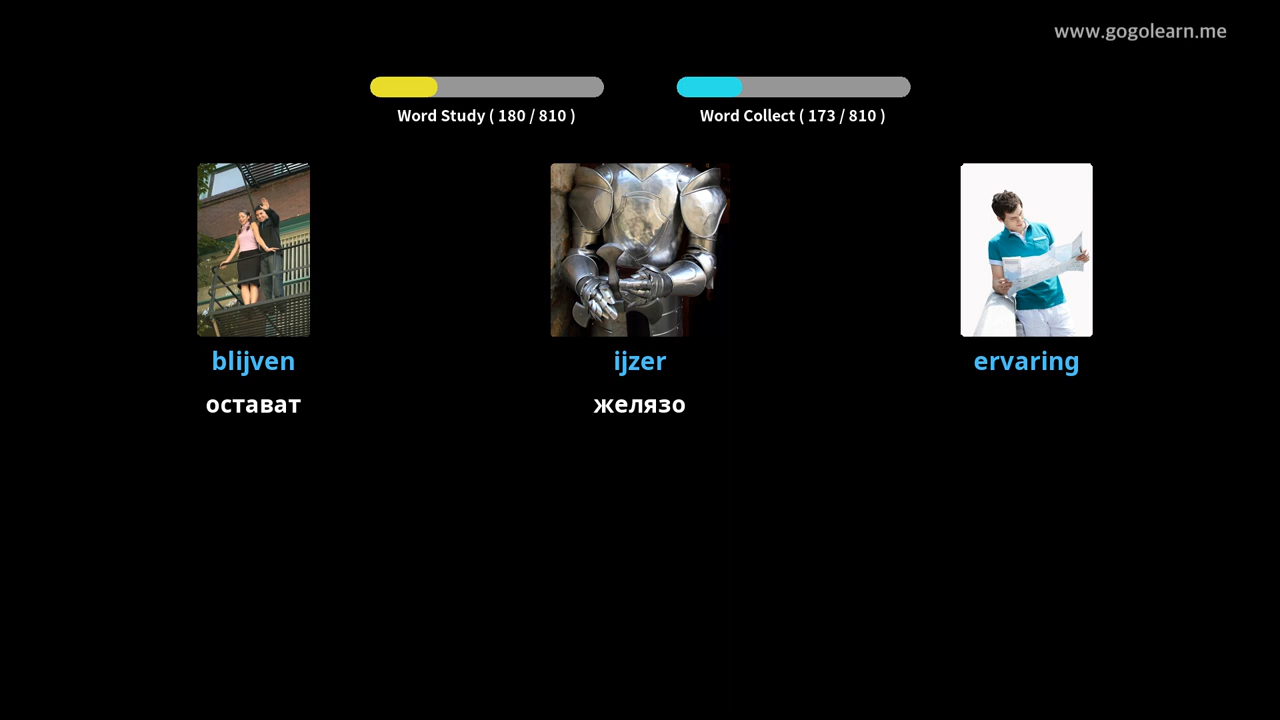 www.gogolearn.me
Word Study ( 180 / 810 )
Word Collect ( 173 / 810 )
blijven
ijzer
ervaring
остават
желязо